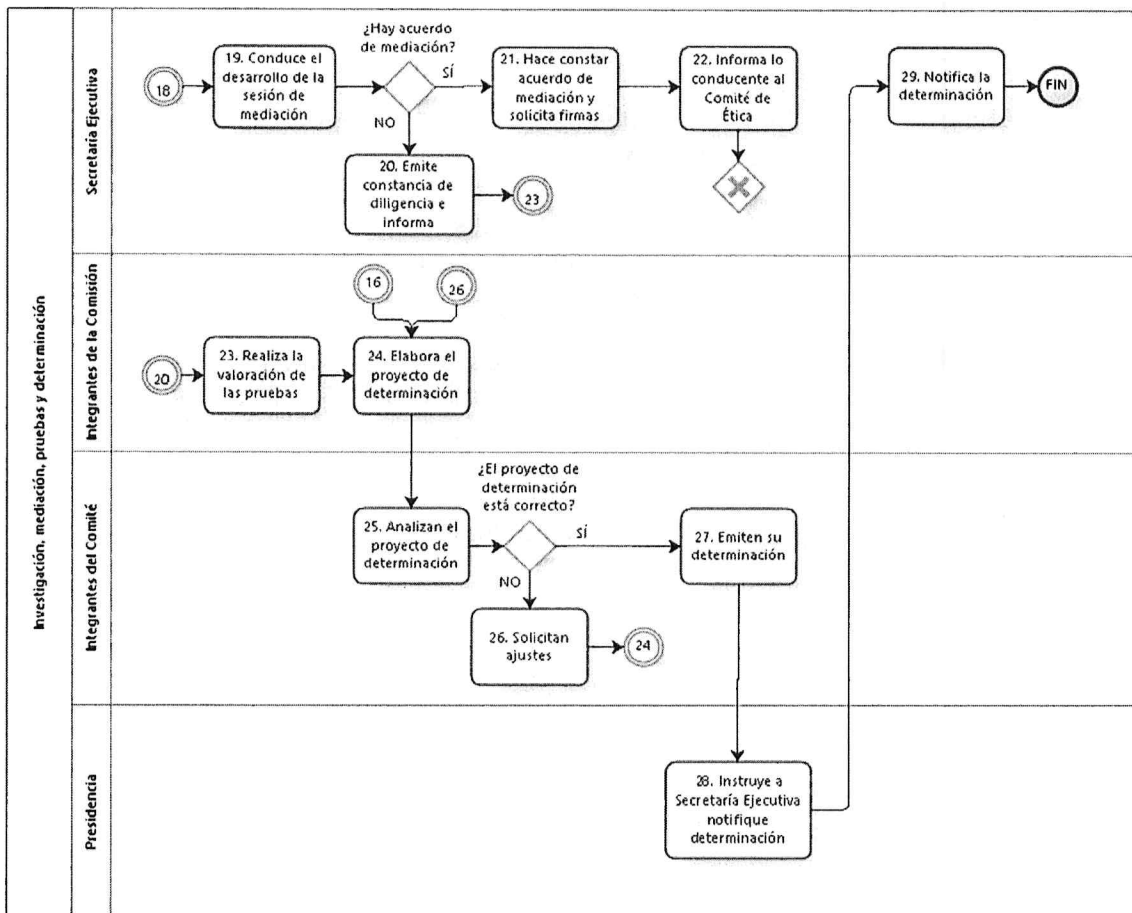 Investigación, mediación, pruebas y determinación
Secretaría Ejecutiva
18
19. Conduce el
desarrollo de la
sesión de
mediación
¿Hay acuerdo
de mediación?
SÍ
NO
20. Emite
constancia de
diligencia e
informa
23
21. Hace constar
acuerdo de
mediación y
solicita firmas
22. Informa lo
conducente al
Comité de
Ética
29. Notifica la
determinación
FIN
Integrantes de la Comisión
16
26
20
23. Realiza la
valoración de
las pruebas
24. Elabora el
proyecto de
determinación
Integrantes del Comité
25. Analizan el
proyecto de
determinación
¿El proyecto de
determinación
está correcto?
SÍ
NO
26. Solicitan
ajustes
24
27. Emiten su
determinación
Presidencia
28. Instruye a
Secretaría Ejecutiva
notifique
determinación